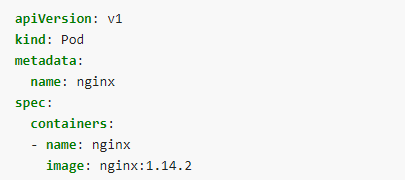 apiVersion: v1
kind: Pod
metadata:
  name: nginx
spec:
  containers:
  - name: nginx
    image: nginx:1.14.2